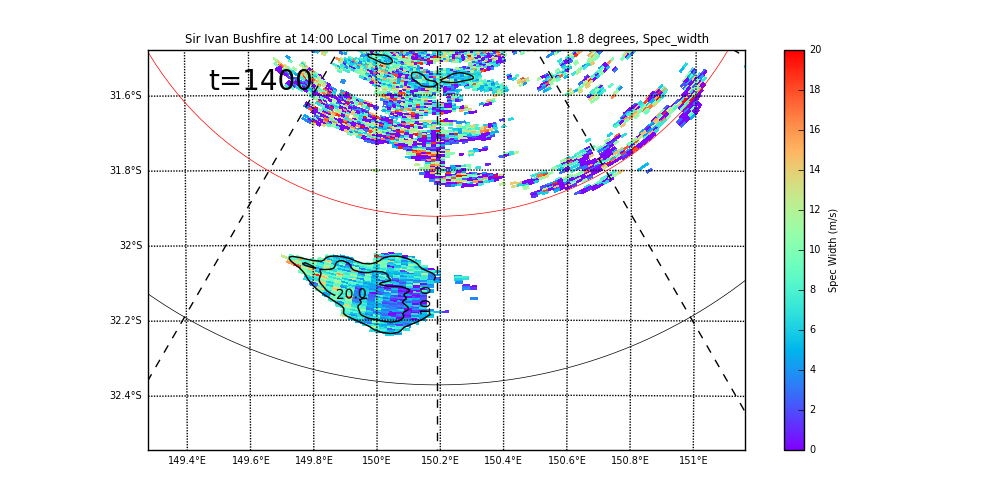 Sir Ivan Bushfire at 14:00 Local Time on 2017 02 12 at elevation 1.8 degrees, Spec_width
t=1400
31.6°S
31.8°S
32°S
32.2°S
32.4°S
20.0
10.0
149.4°E 149.6°E 149.8°E 150°E 150.2°E 150.4°E 150.6°E 150.8°E 151°E
20
18
16
14
12
10
8
6
4
2
0
Spec Width (m/s)